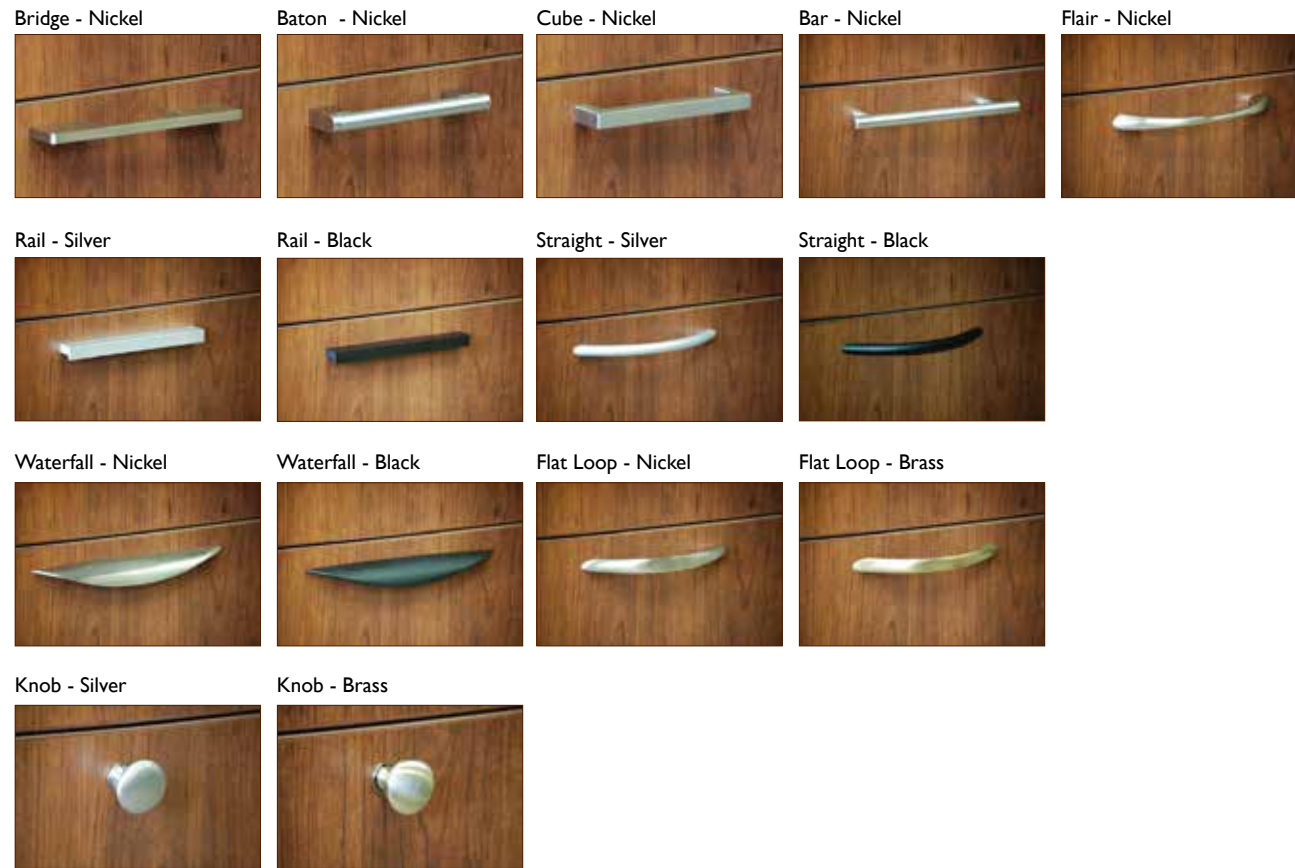 Bridge - Nickel
Baton - Nickel
Cube - Nickel
Bar - Nickel
Flair - Nickel
Rail - Silver
Rail - Black
Straight - Silver
Straight - Black
Waterfall - Nickel
Waterfall - Black
Flat Loop - Nickel
Flat Loop - Brass
Knob - Silver
Knob - Brass